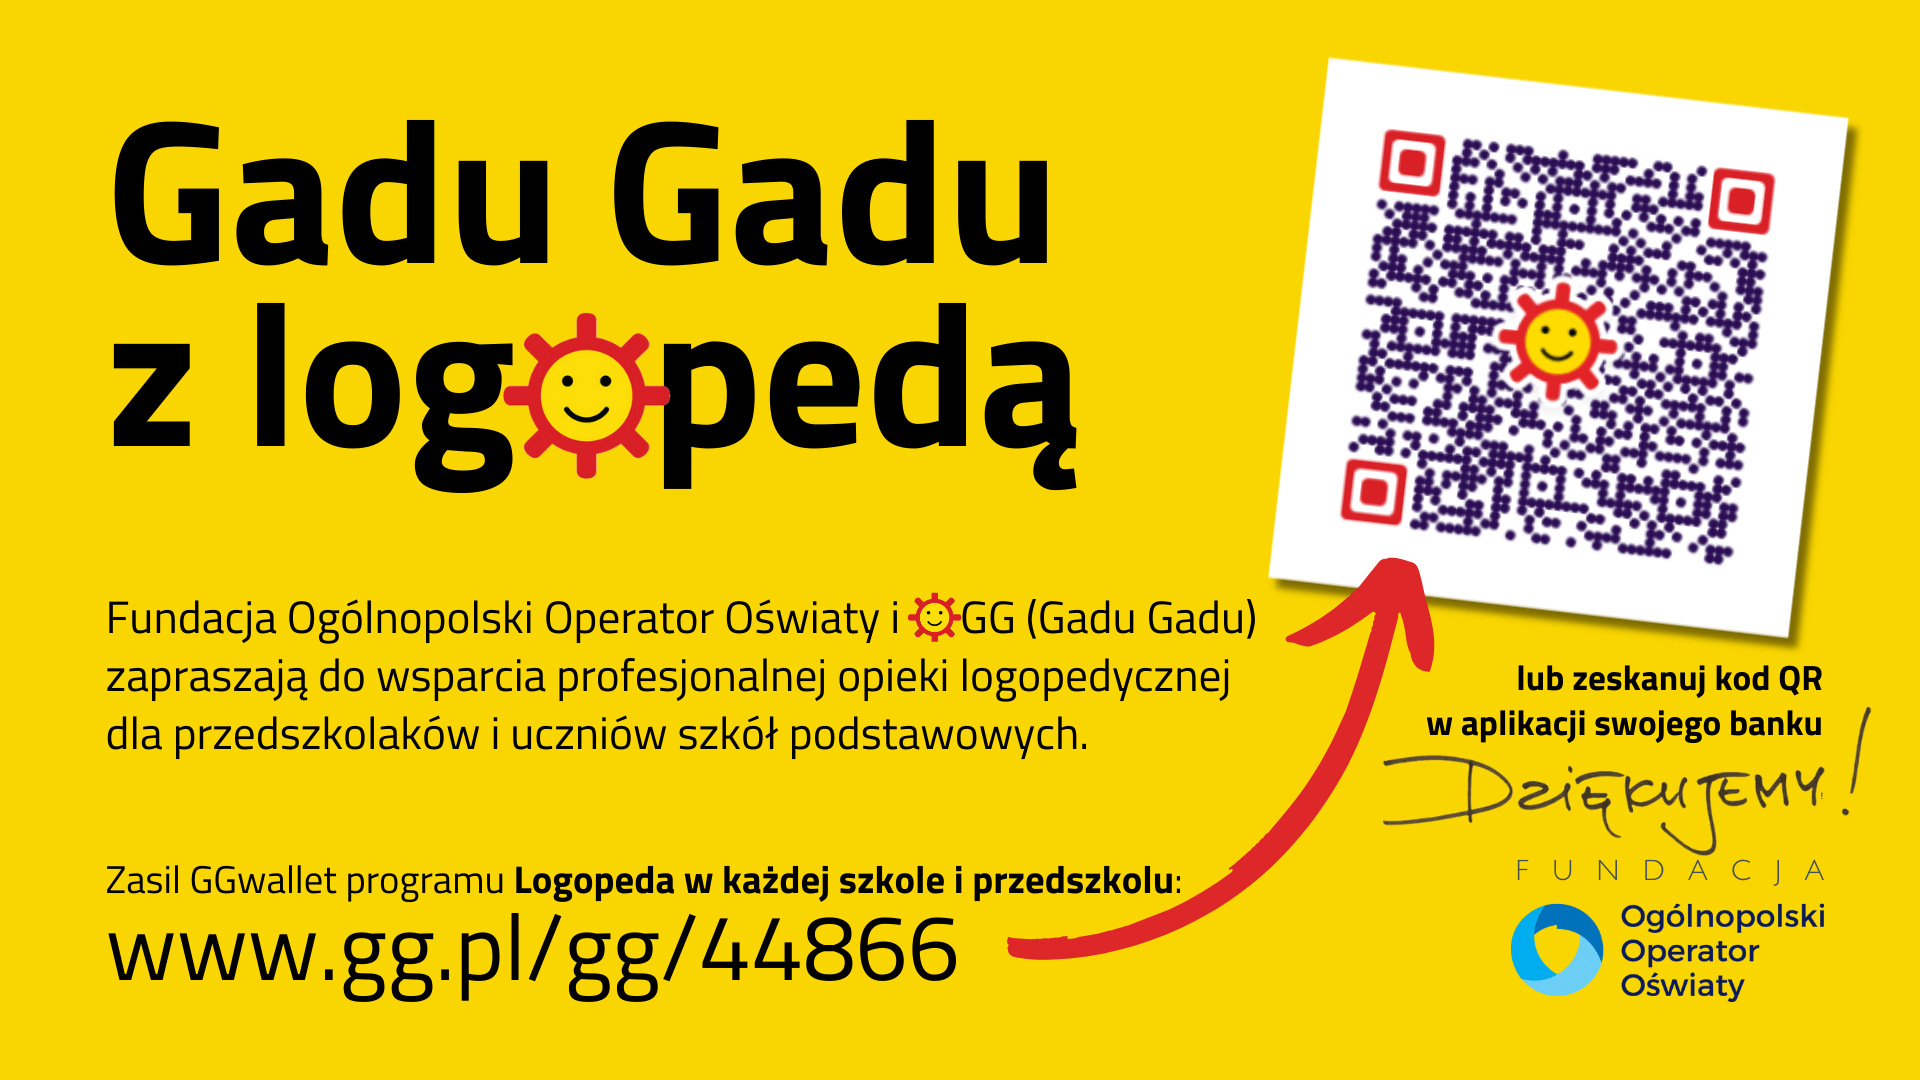 Gadu Gadu
z logopedą
Fundacja Ogólnopolski Operator Oświaty i GG (Gadu Gadu)
zapraszają do wsparcia profesjonalnej opieki logopedycznej
dla przedszkolaków i uczniów szkół podstawowych.
Zasil GGwallet programu Logopeda w każdej szkole i przedszkolu:
www.gg.pl/gg/44866
lub zeskanuj kod QR
w aplikacji swojego banku
Dziękujemy!
FUNDACJA
Ogólnopolski
Operator
Oświaty